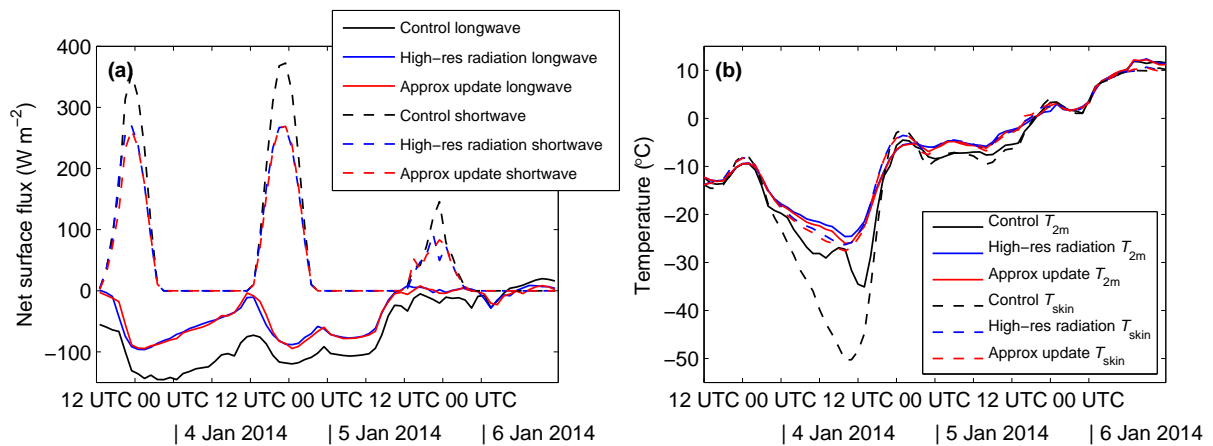 (a)
Control longwave
High-res radiation longwave
Approx update longwave
Control shortwave
High-res radiation shortwave
Approx update shortwave
Net surface flux (W m−2)
400
300
200
100
0
−100
12 UTC 00 UTC 12 UTC 00 UTC 12 UTC 00 UTC
| 4 Jan 2014 | 5 Jan 2014 | 6 Jan 2014
(b)
Temperature (°C)
10
0
−10
−20
−30
−40
−50
Control T2m
High-res radiation T2m
Approx update T2m
Control Tskin
High-res radiation Tskin
Approx update Tskin
12 UTC 00 UTC 12 UTC 00 UTC 12 UTC 00 UTC
| 4 Jan 2014 | 5 Jan 2014 | 6 Jan 2014